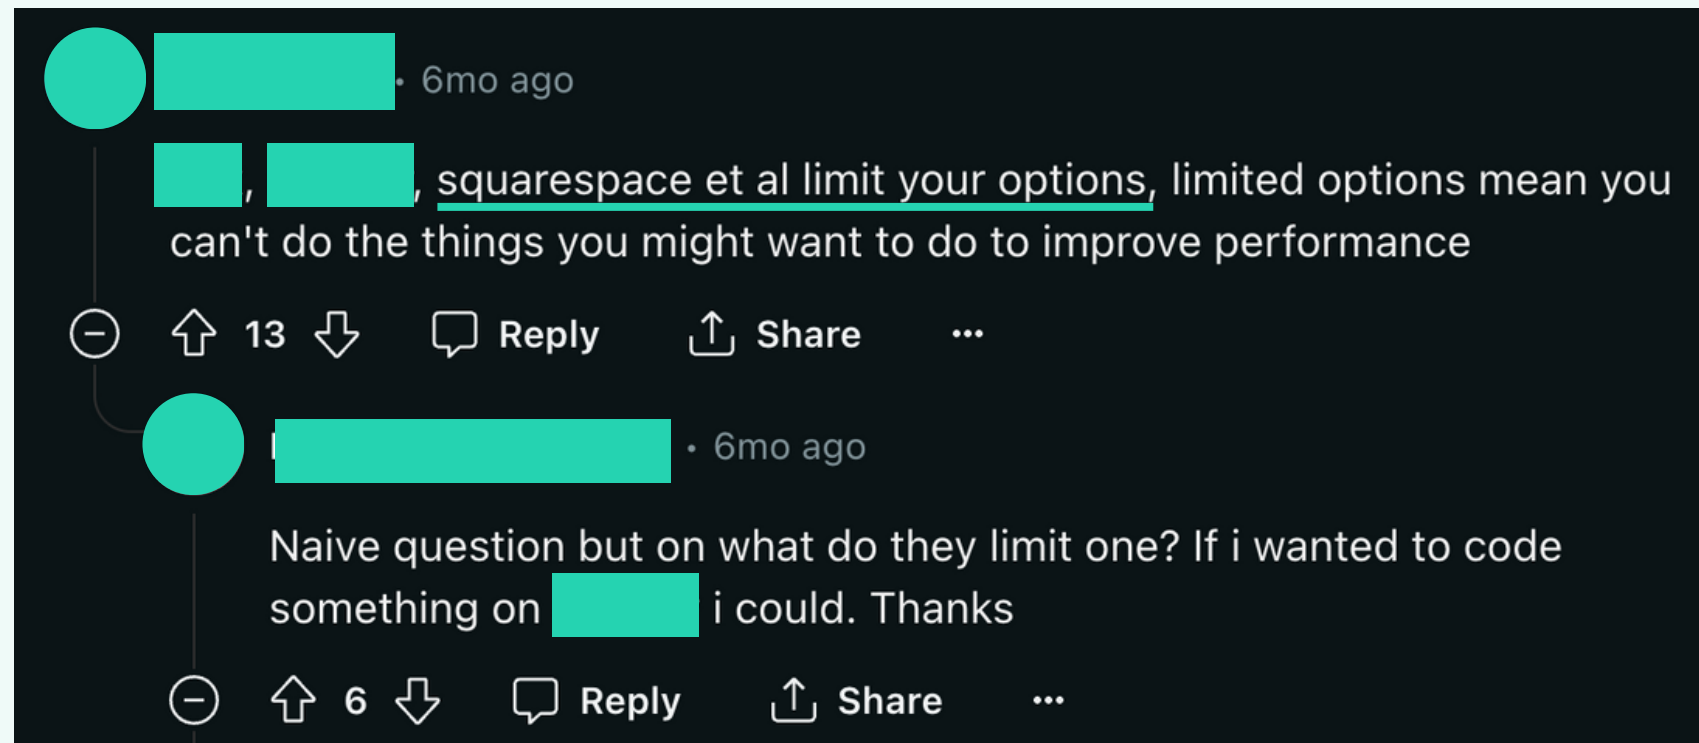 • 6mo ago
, , squarespace et al limit your options, limited options mean you
can't do the things you might want to do to improve performance
13 Reply Share ...
• 6mo ago
Naive question but on what do they limit one? If i wanted to code
something on i could. Thanks
6 Reply Share ...